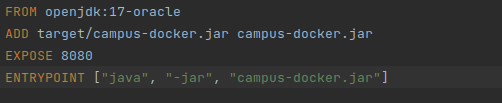 FROM openjdk:17-oracle
ADD target/campus-docker.jar campus-docker.jar
EXPOSE 8080
ENTRYPOINT ["java", "-jar", "campus-docker.jar"]